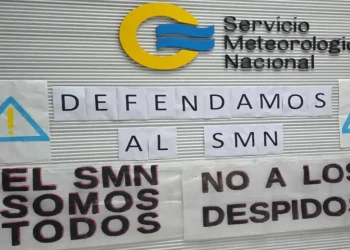 Servicio
Meteorológico
Nacional
DEFENDAMOS
AL SMN
EL SMN
SOMOS
TODOS
NO A LOS
DESPIDOS